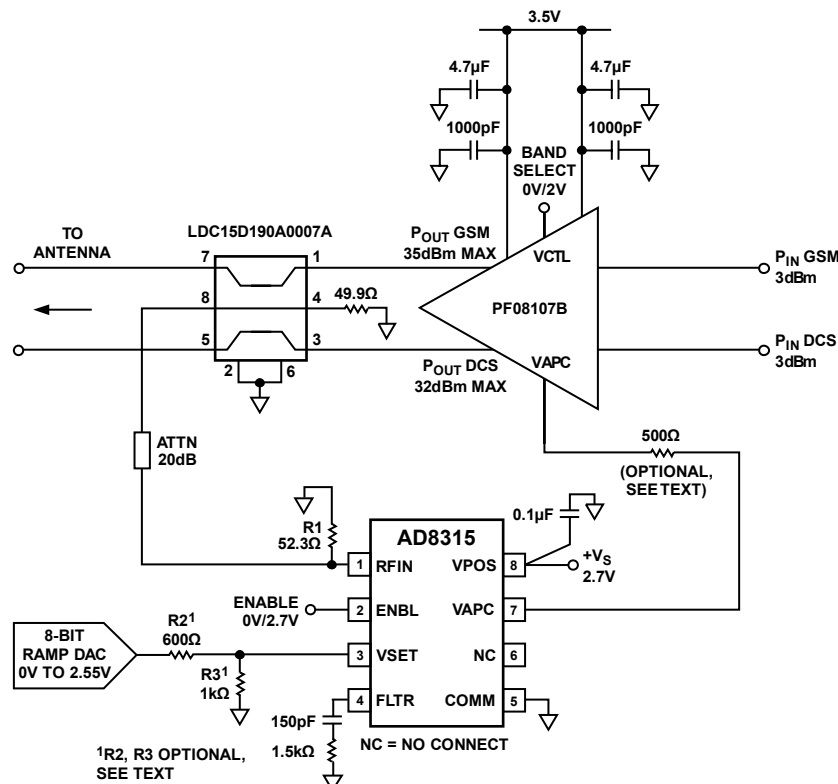 3.5V
4.7µF
4.7µF
1000pF
1000pF
BAND
SELECT
0V/2V
TO
ANTENNA
LDC15D190A0007A
7
1
8
4
5
3
2
6
49.9Ω
POUT GSM
35dBm MAX
VCTL
PF08107B
VAPC
POUT DCS
32dBm MAX
PIN GSM
3dBm
PIN DCS
3dBm
ATTN
20dB
500Ω
(OPTIONAL,
SEE TEXT)
R1
52.3Ω
0.1µF
+VS
2.7V
AD8315
1
RFIN
VPOS
8
ENABLE
0V/2.7V
2
ENBL
VAPC
7
8-BIT
RAMP DAC
0V TO 2.55V
R2¹
600Ω
3
VSET
NC
6
R3¹
1kΩ
4
FLTR
COMM
5
150pF
1.5kΩ
NC = NO CONNECT
¹R2, R3 OPTIONAL,
SEE TEXT